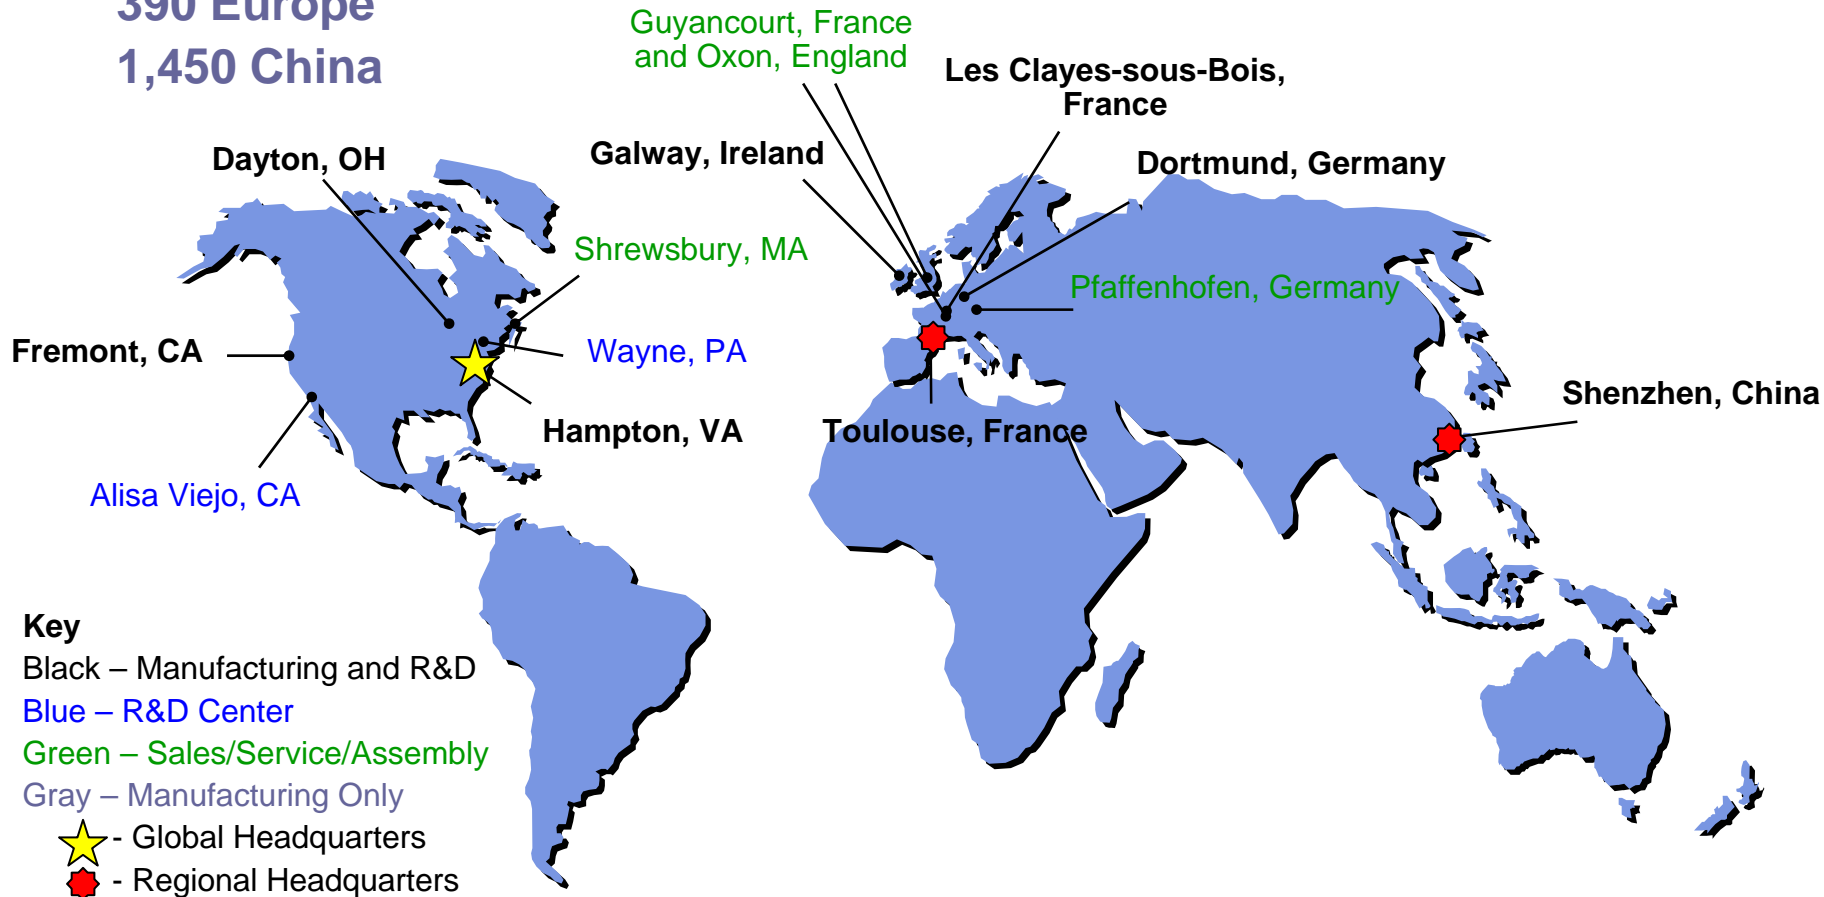 390 Europe
1,450 China
Guyancourt, France
and Oxon, England
Les Clayes-sous-Bois,
France
Dayton, OH
Galway, Ireland
Dortmund, Germany
Shrewsbury, MA
Pfaffenhofen, Germany
Fremont, CA
Wayne, PA
Shenzhen, China
Hampton, VA
Toulouse, France
Alisa Viejo, CA
Key
Black – Manufacturing and R&D
Blue – R&D Center
Green – Sales/Service/Assembly
Gray – Manufacturing Only
- Global Headquarters
- Regional Headquarters